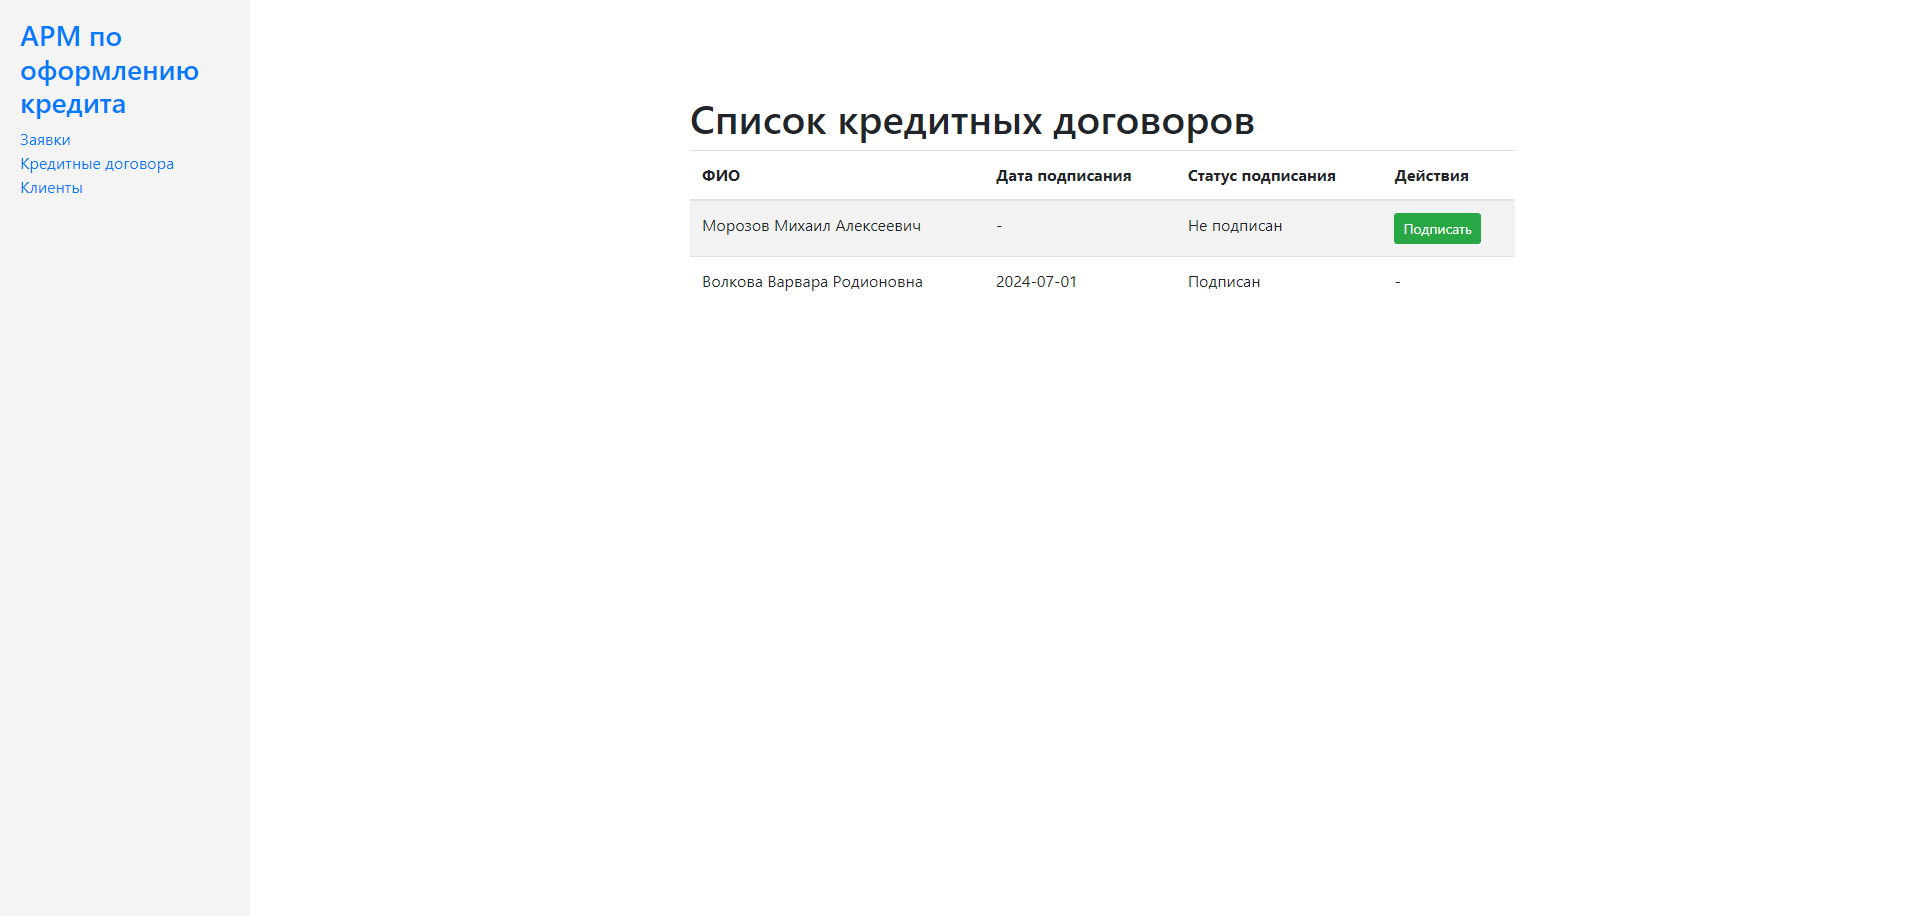 АРМ по
оформлению
кредита
Заявки
Кредитные договора
Клиенты
Список кредитных договоров
ФИО Дата подписания Статус подписания Действия
Морозов Михаил Алексеевич - Не подписан Подписать
Волкова Варвара Родионовна 2024-07-01 Подписан -